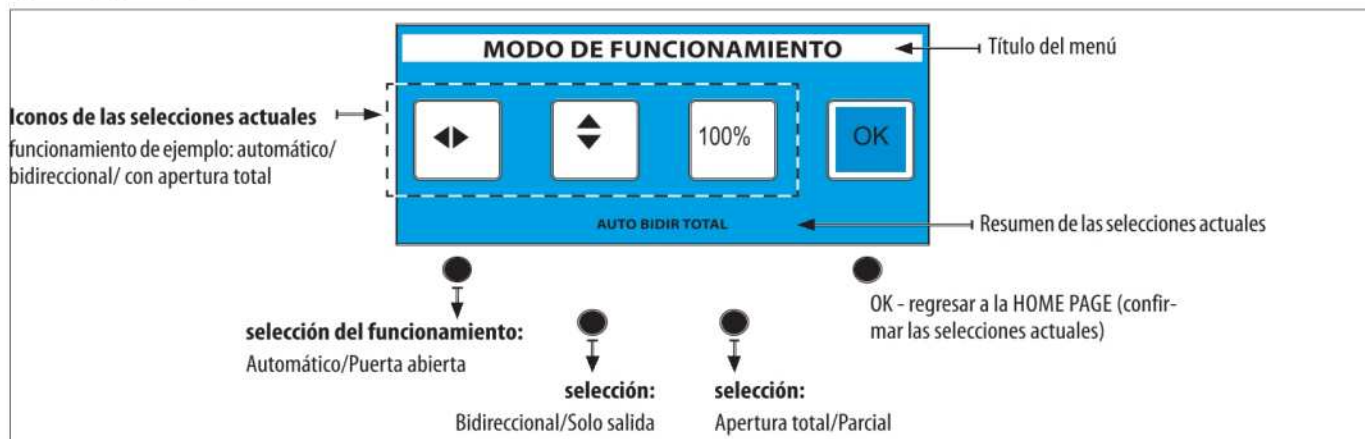 MODO DE FUNCIONAMIENTO
Título del menú
Iconos de las selecciones actuales
funcionamiento de ejemplo: automático/
bidireccional/ con apertura total
100%
OK
AUTO BIDIR TOTAL
Resumen de las selecciones actuales
OK - regresar a la HOME PAGE (confir-
mar las selecciones actuales)
selección del funcionamiento:
Automático/Puerta abierta
selección:
Bidireccional/Solo salida
selección:
Apertura total/Parcial